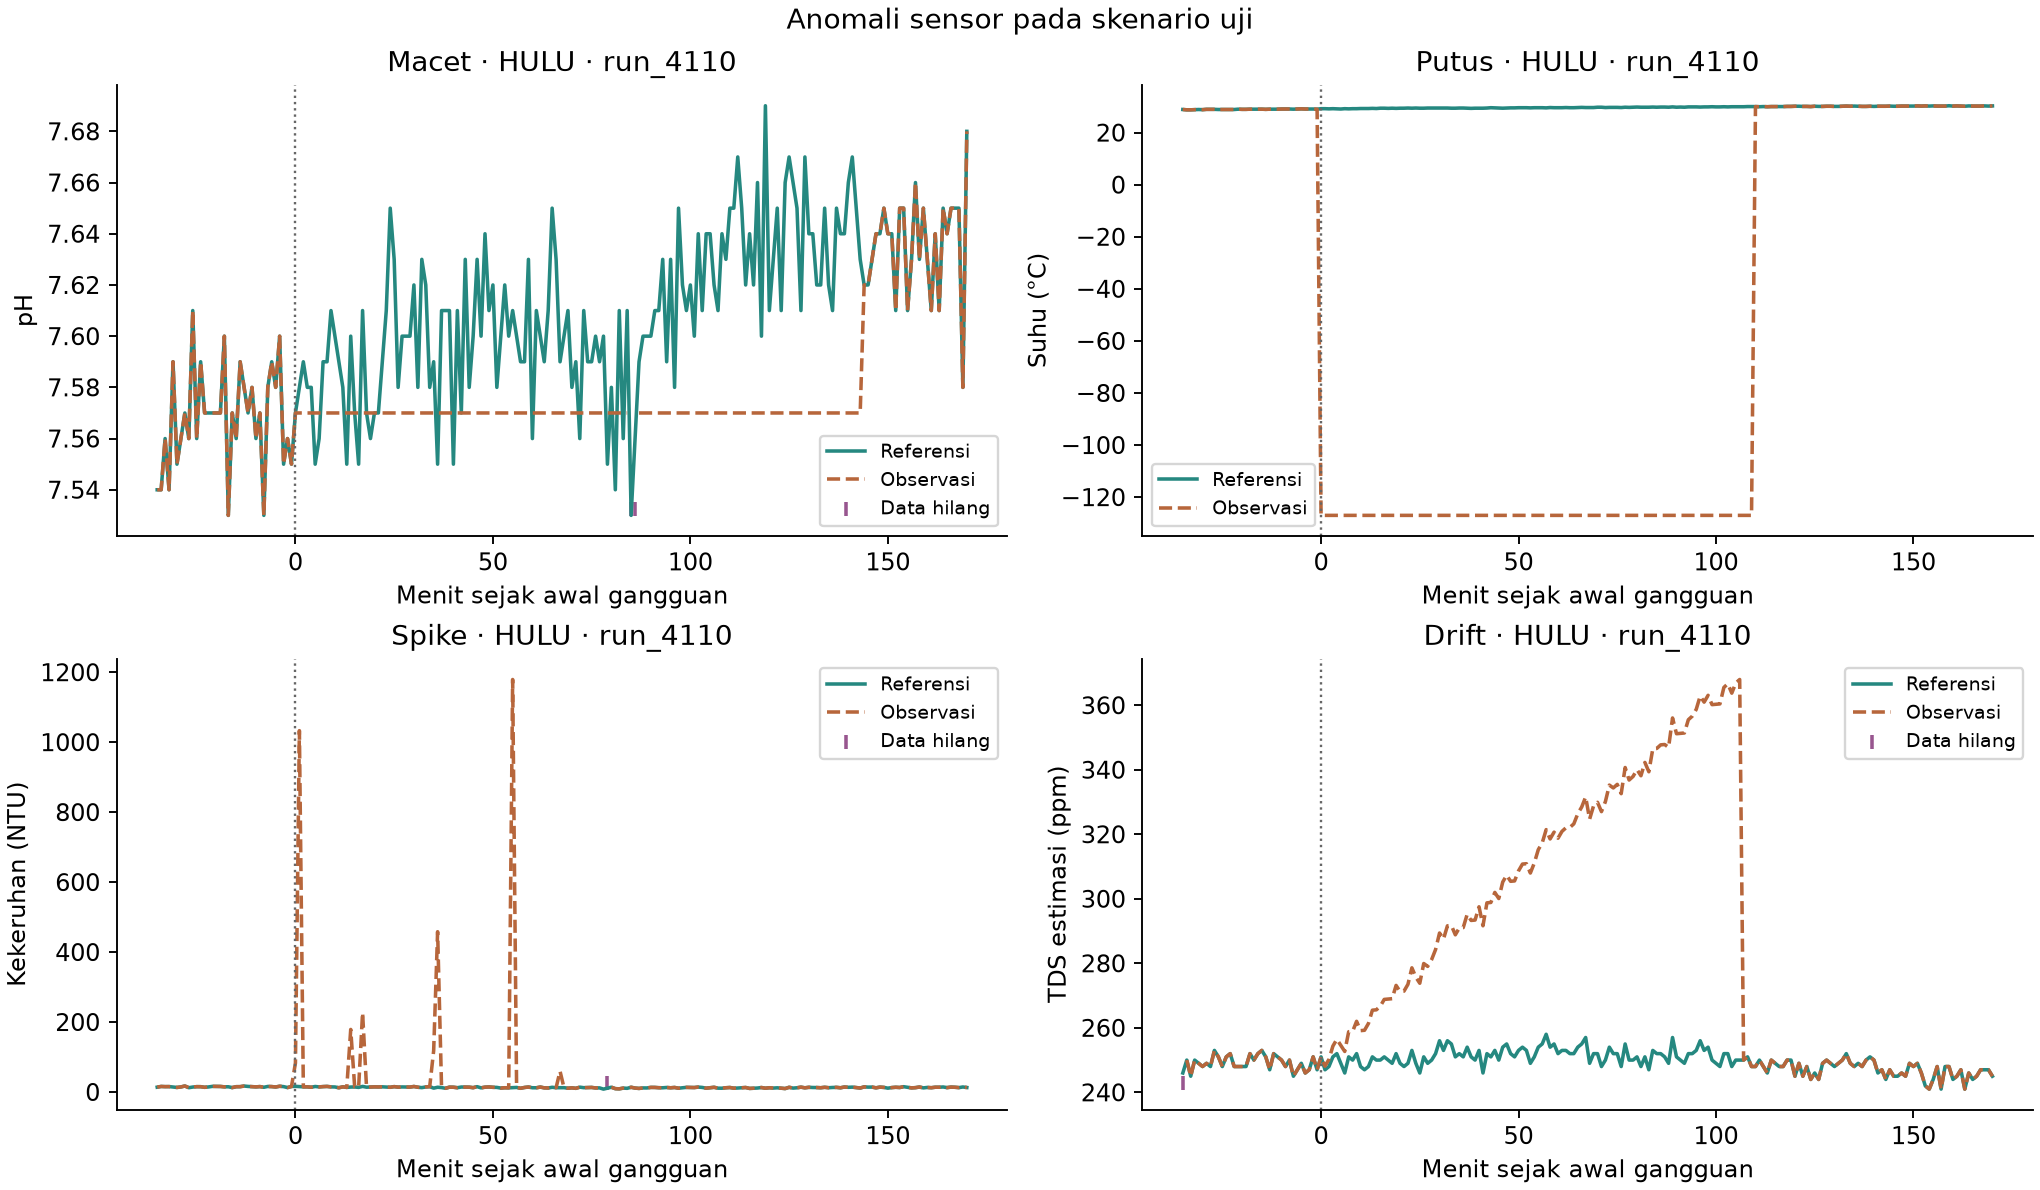 Anomali sensor pada skenario uji
Macet · HULU · run_4110
pH
7.68
7.66
7.64
7.62
7.60
7.58
7.56
7.54
0
50
100
150
Menit sejak awal gangguan
Referensi
Observasi
Data hilang
Putus · HULU · run_4110
Suhu (°C)
20
0
−20
−40
−60
−80
−100
−120
0
50
100
150
Menit sejak awal gangguan
Referensi
Observasi
Spike · HULU · run_4110
Kekeruhan (NTU)
1200
1000
800
600
400
200
0
0
50
100
150
Menit sejak awal gangguan
Referensi
Observasi
Data hilang
Drift · HULU · run_4110
TDS estimasi (ppm)
360
340
320
300
280
260
240
0
50
100
150
Menit sejak awal gangguan
Referensi
Observasi
Data hilang